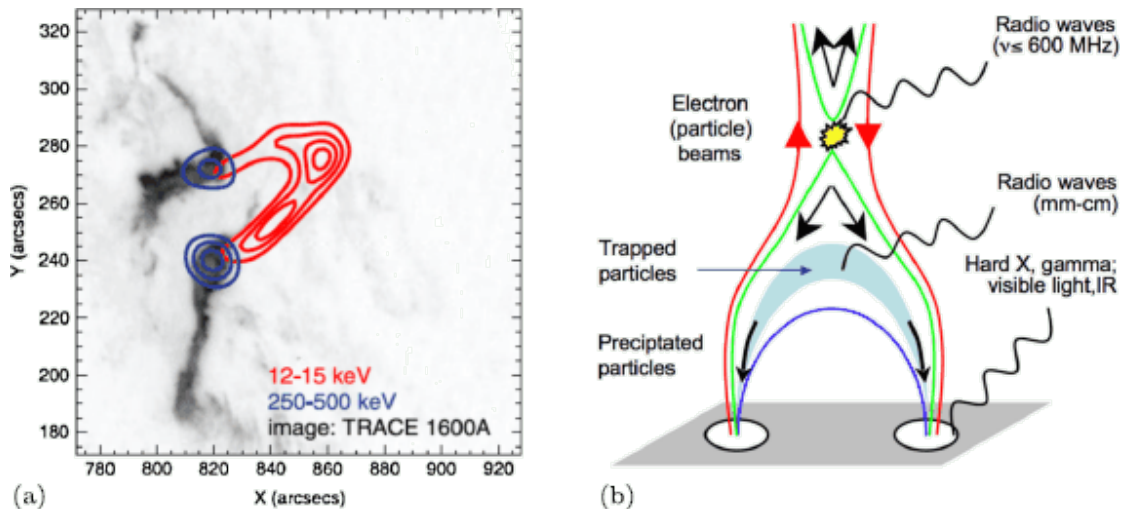 320
300
280
260
240
220
200
180
780 800 820 840 860 880 900 920
Y (arcsecs)
X (arcsecs)
12-15 keV
250-500 keV
image: TRACE 1600A
(a)
Radio waves
(ν≤ 600 MHz)
Electron
(particle)
beams
Radio waves
(mm-cm)
Trapped
particles
Hard X, gamma;
visible light,IR
Preciptated
particles
(b)